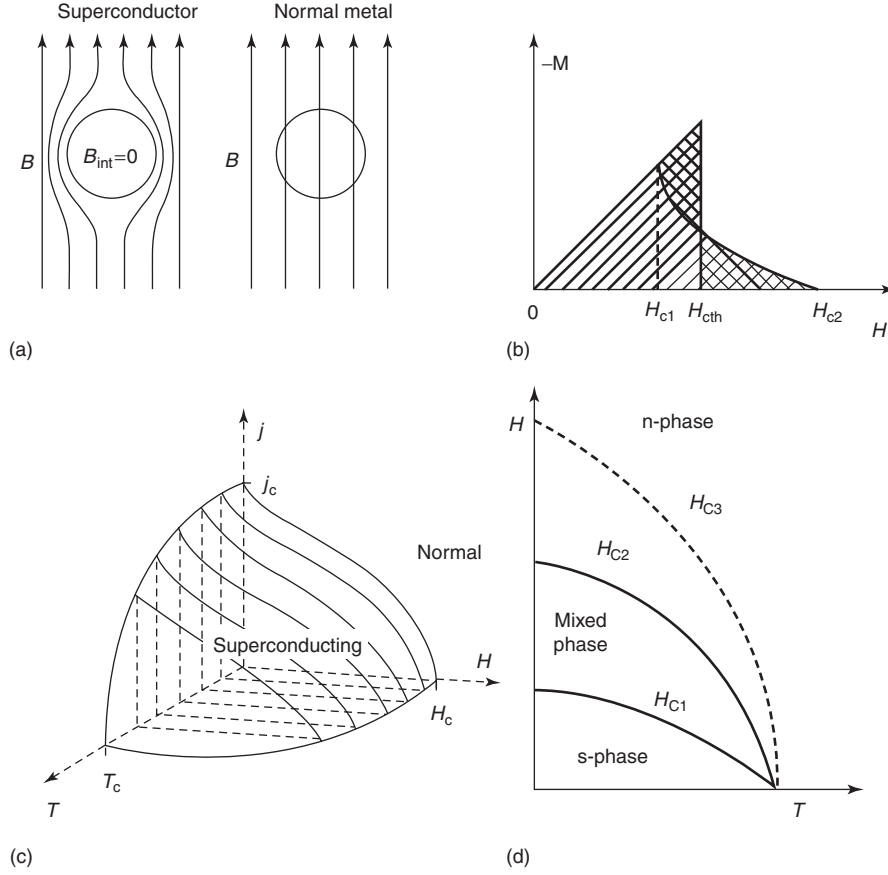 Superconductor
Normal metal
B
B_int=0
B
(a)
–M
0
H_c1
H_cth
H_c2
H
(b)
j
j_c
Normal
Superconducting
H
H_c
T_c
T
(c)
H
n-phase
H_C3
H_C2
Mixed
phase
H_C1
s-phase
T
(d)